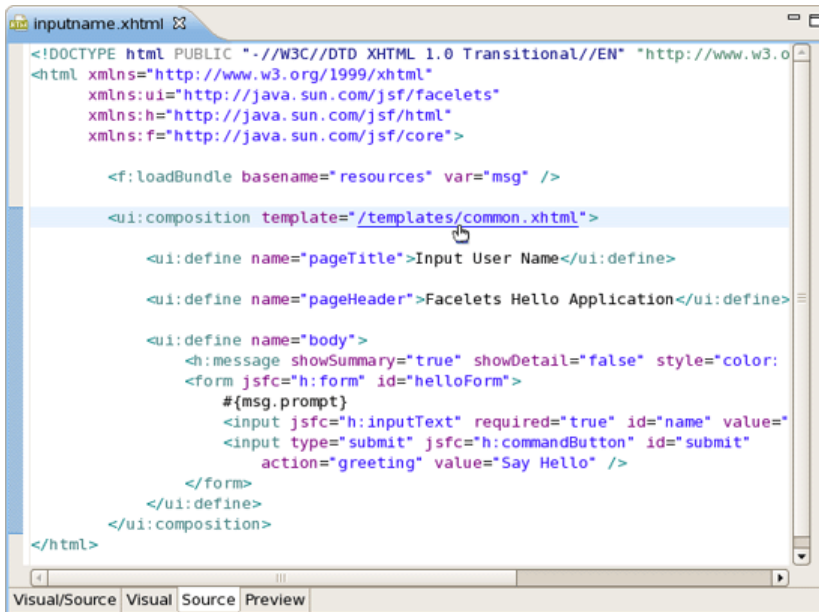 inputname.xhtml
<!DOCTYPE html PUBLIC "-//W3C//DTD XHTML 1.0 Transitional//EN" "http://www.w3.o
<html xmlns="http://www.w3.org/1999/xhtml"
xmlns:ui="http://java.sun.com/jsf/facelets"
xmlns:h="http://java.sun.com/jsf/html"
xmlns:f="http://java.sun.com/jsf/core">
<f:loadBundle basename="resources" var="msg" />
<ui:composition template="/templates/common.xhtml">
<ui:define name="pageTitle">Input User Name</ui:define>
<ui:define name="pageHeader">Facelets Hello Application</ui:define>
<ui:define name="body">
<h:message showSummary="true" showDetail="false" style="color:
<form jsfc="h:form" id="helloForm">
#{msg.prompt}
<input jsfc="h:inputText" required="true" id="name" value="
<input type="submit" jsfc="h:commandButton" id="submit"
action="greeting" value="Say Hello" />
</form>
</ui:define>
</ui:composition>
</html>
Visual/Source Visual Source Preview